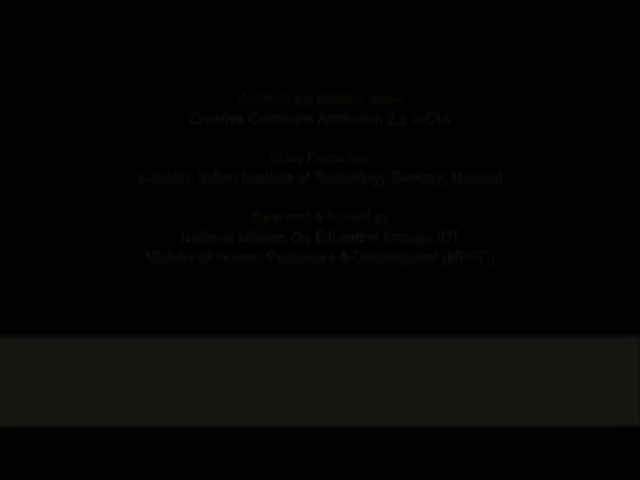 Creative Commons Attribution 2.5 INDIA
Video Production
Indian Institute of Technology Bombay, Mumbai
Supported & Funded by
National Mission On Education through ICT
Ministry of Human Resources & Development (MHRD)